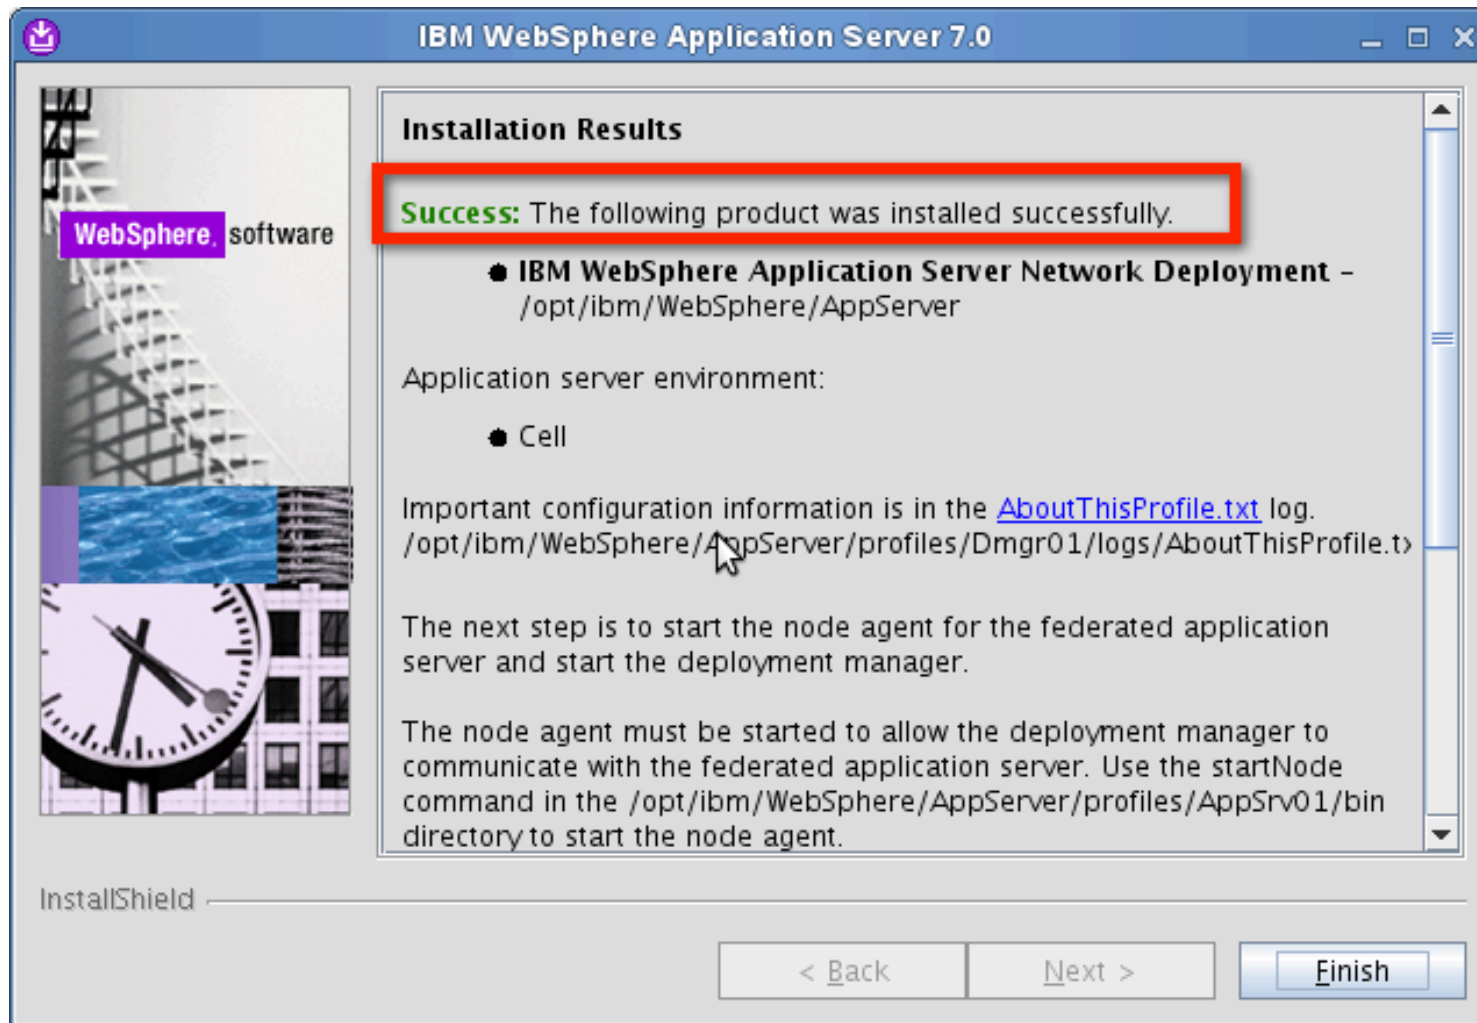 IBM WebSphere Application Server 7.0
WebSphere. software
Installation Results
Success: The following product was installed successfully.
IBM WebSphere Application Server Network Deployment –
/opt/ibm/WebSphere/AppServer
Application server environment:
Cell
Important configuration information is in the AboutThisProfile.txt log.
/opt/ibm/WebSphere/AppServer/profiles/Dmgr01/logs/AboutThisProfile.tx
The next step is to start the node agent for the federated application
server and start the deployment manager.
The node agent must be started to allow the deployment manager to
communicate with the federated application server. Use the startNode
command in the /opt/ibm/WebSphere/AppServer/profiles/AppSrv01/bin
directory to start the node agent.
InstallShield
< Back
Next >
Finish